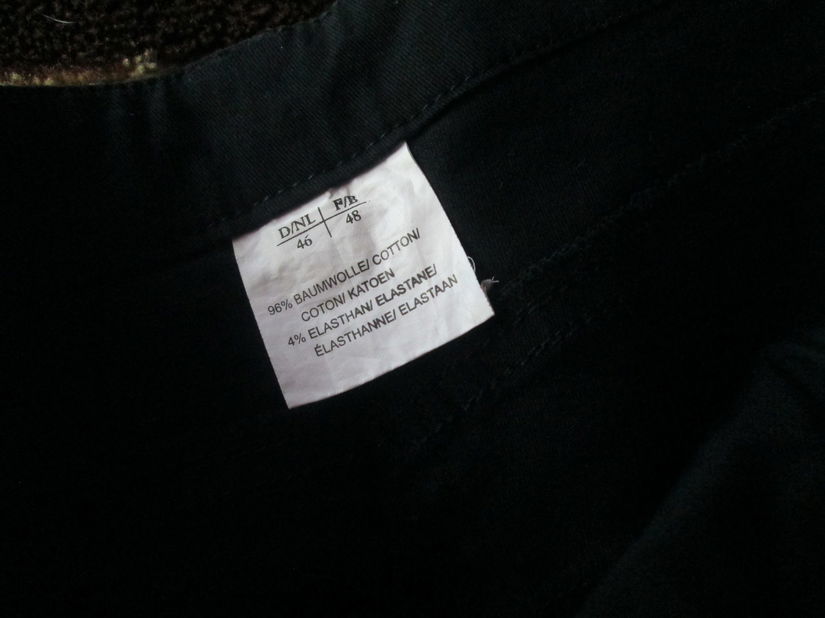 D/NL | F/B
46 | 48
96% BAUMWOLLE/ COTTON/
COTON/ KATOEN
4% ELASTHAN/ ELASTANE/
ÉLASTHANNE/ ELASTAAN